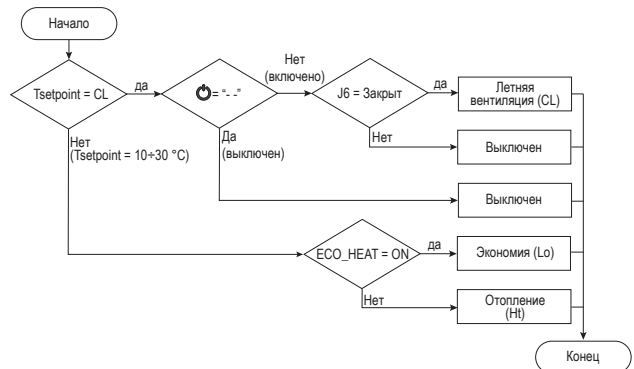 Начало
Tsetpoint = CL
да
= “- -”
Нет
(включено)
J6 = Закрыт
да
Летняя
вентиляция (CL)
Нет
Выключен
Да
(выключен)
Выключен
Нет
(Tsetpoint = 10÷30 °C)
ECO_HEAT = ON
да
Экономия (Lo)
Нет
Отопление
(Ht)
Конец